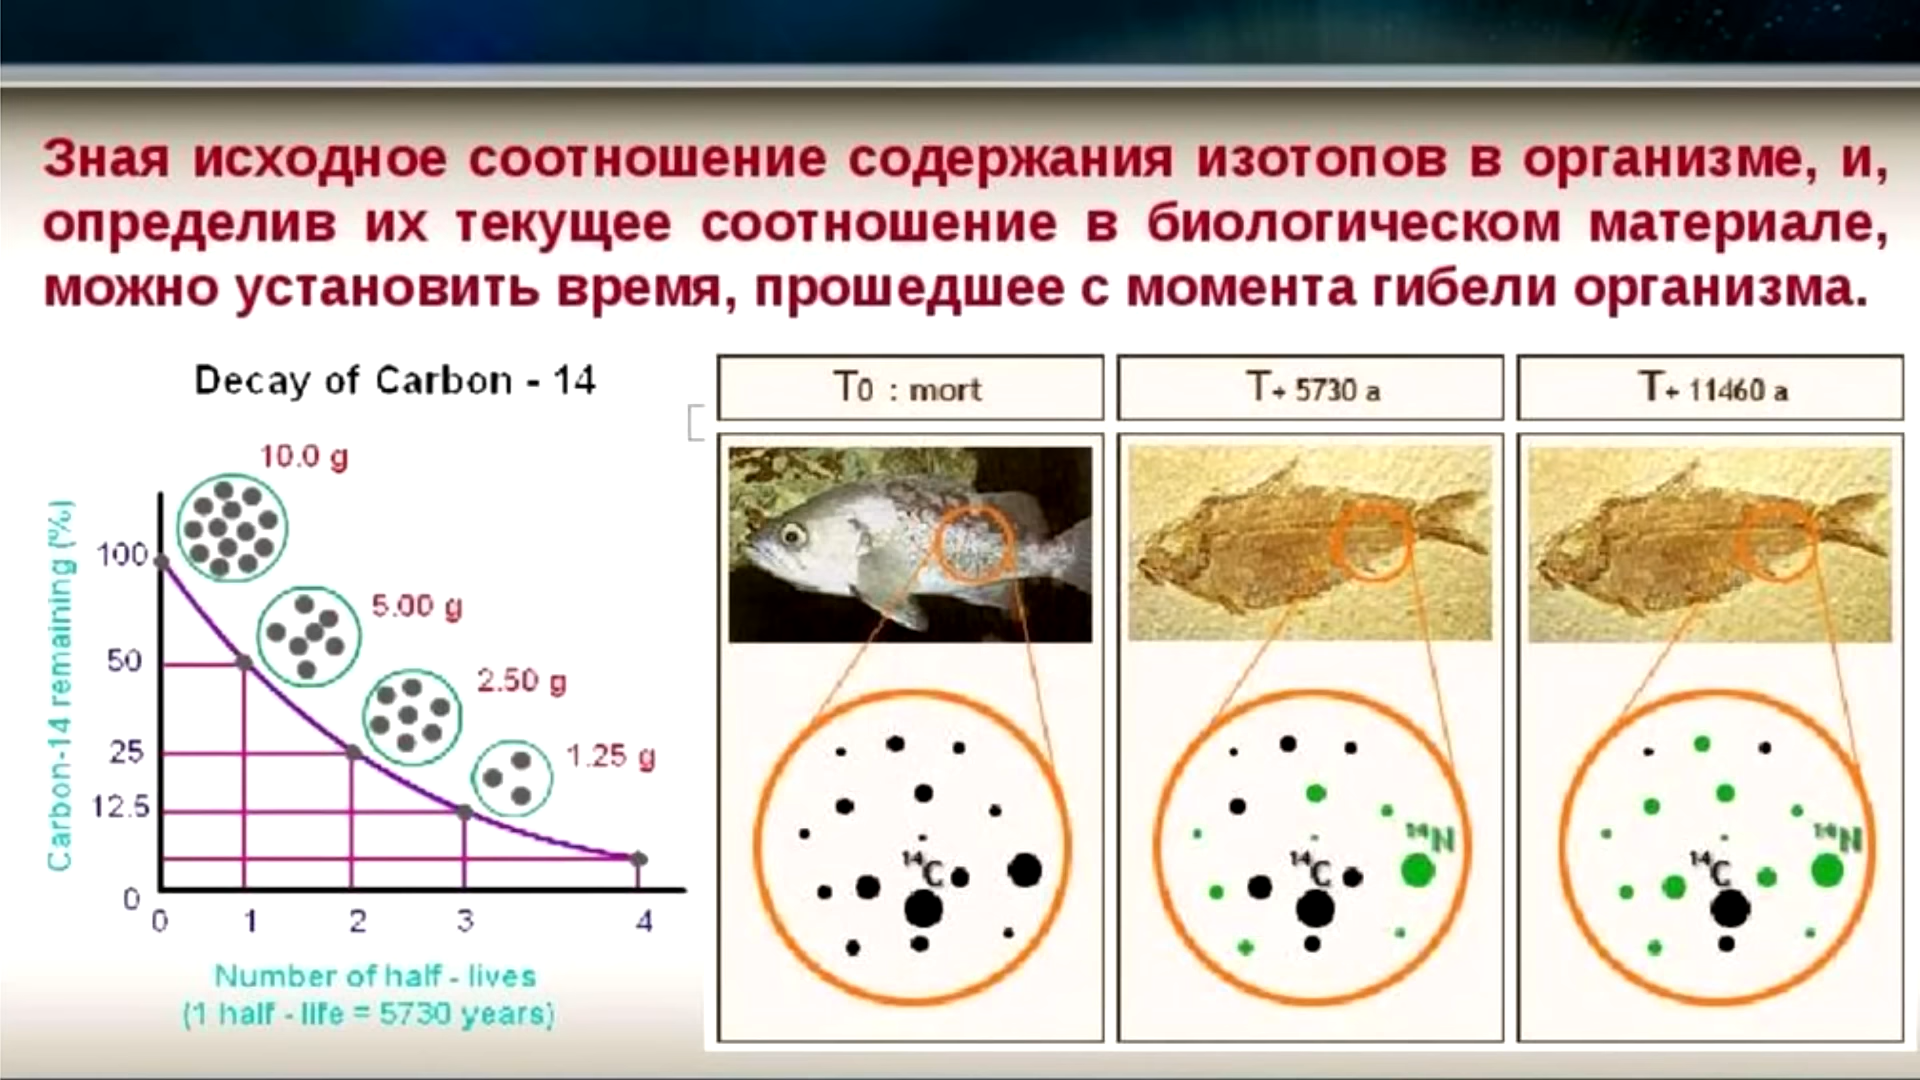 Зная исходное соотношение содержания изотопов в организме, и,
определив их текущее соотношение в биологическом материале,
можно установить время, прошедшее с момента гибели организма.
Decay of Carbon - 14
10.0 g
5.00 g
2.50 g
1.25 g
Carbon-14 remaining (%)
100
50
25
12.5
0
0 1 2 3 4
Number of half - lives
(1 half - life = 5730 years)
T0 : mort
T+ 5730 a
T+ 11460 a
14C
14C
14N
14C
14N